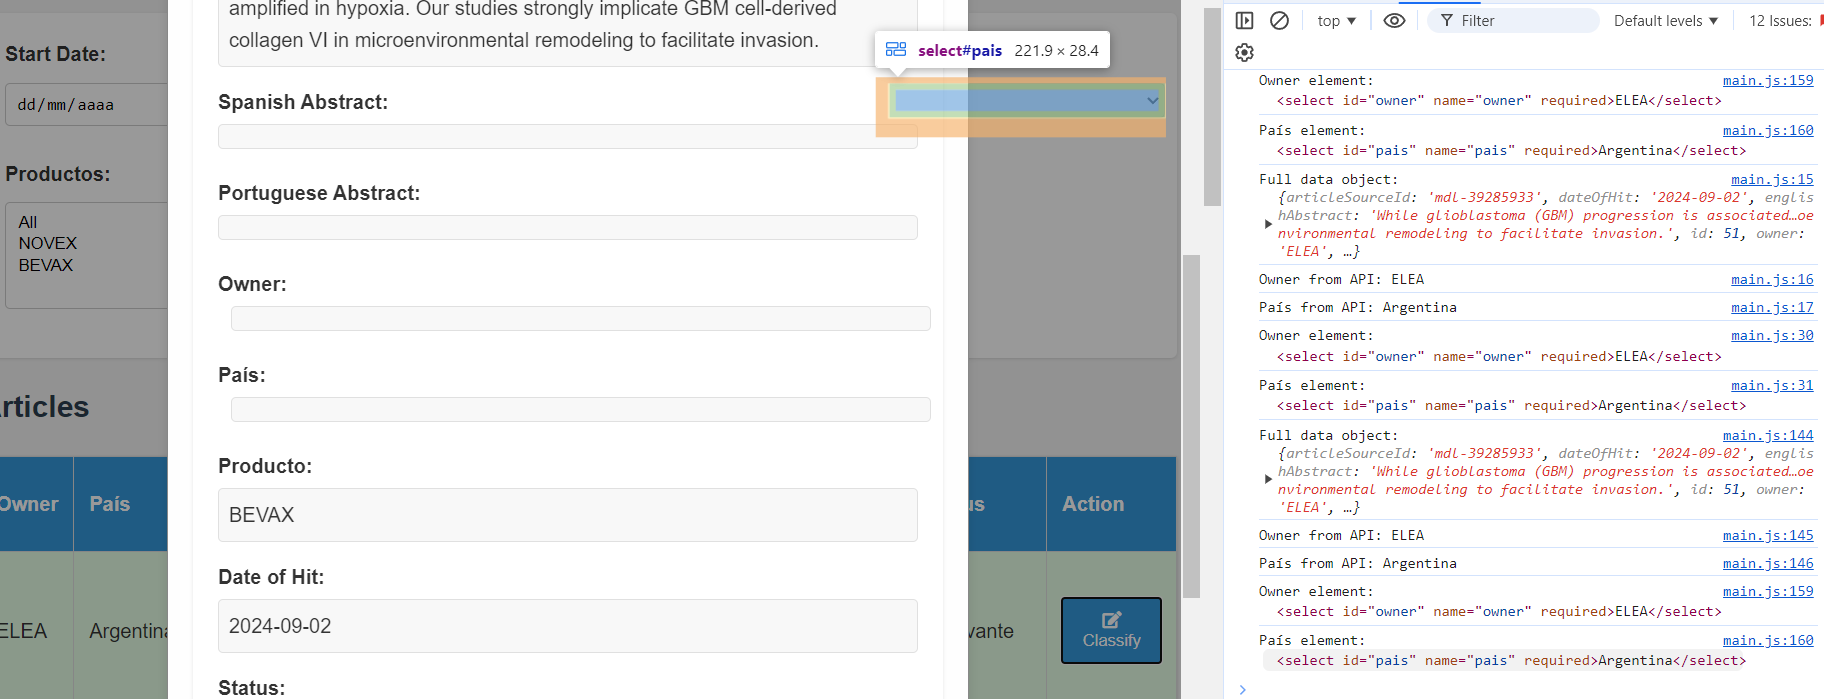 amplified in hypoxia. Our studies strongly implicate GBM cell-derived
collagen VI in microenvironmental remodeling to facilitate invasion.
select#pais 221.9 × 28.4
Start Date:
dd/mm/aaaa
Productos:
All
NOVEX
BEVAX
Spanish Abstract:
Portuguese Abstract:
Owner:
País:
Producto:
BEVAX
Date of Hit:
2024-09-02
Status:
rticles
Owner País us Action
ELEA Argentina vante Classify
top Filter Default levels 12 Issues:
Owner element: main.js:159
<select id="owner" name="owner" required>ELEA</select>
País element: main.js:160
<select id="pais" name="pais" required>Argentina</select>
Full data object: main.js:15
{articleSourceId: 'mdl-39285933', dateOfHit: '2024-09-02', englis
hAbstract: 'While glioblastoma (GBM) progression is associated…oe
nvironmental remodeling to facilitate invasion.', id: 51, owner:
'ELEA', …}
Owner from API: ELEA main.js:16
País from API: Argentina main.js:17
Owner element: main.js:30
<select id="owner" name="owner" required>ELEA</select>
País element: main.js:31
<select id="pais" name="pais" required>Argentina</select>
Full data object: main.js:144
{articleSourceId: 'mdl-39285933', dateOfHit: '2024-09-02', englis
hAbstract: 'While glioblastoma (GBM) progression is associated…oe
nvironmental remodeling to facilitate invasion.', id: 51, owner:
'ELEA', …}
Owner from API: ELEA main.js:145
País from API: Argentina main.js:146
Owner element: main.js:159
<select id="owner" name="owner" required>ELEA</select>
País element: main.js:160
<select id="pais" name="pais" required>Argentina</select>